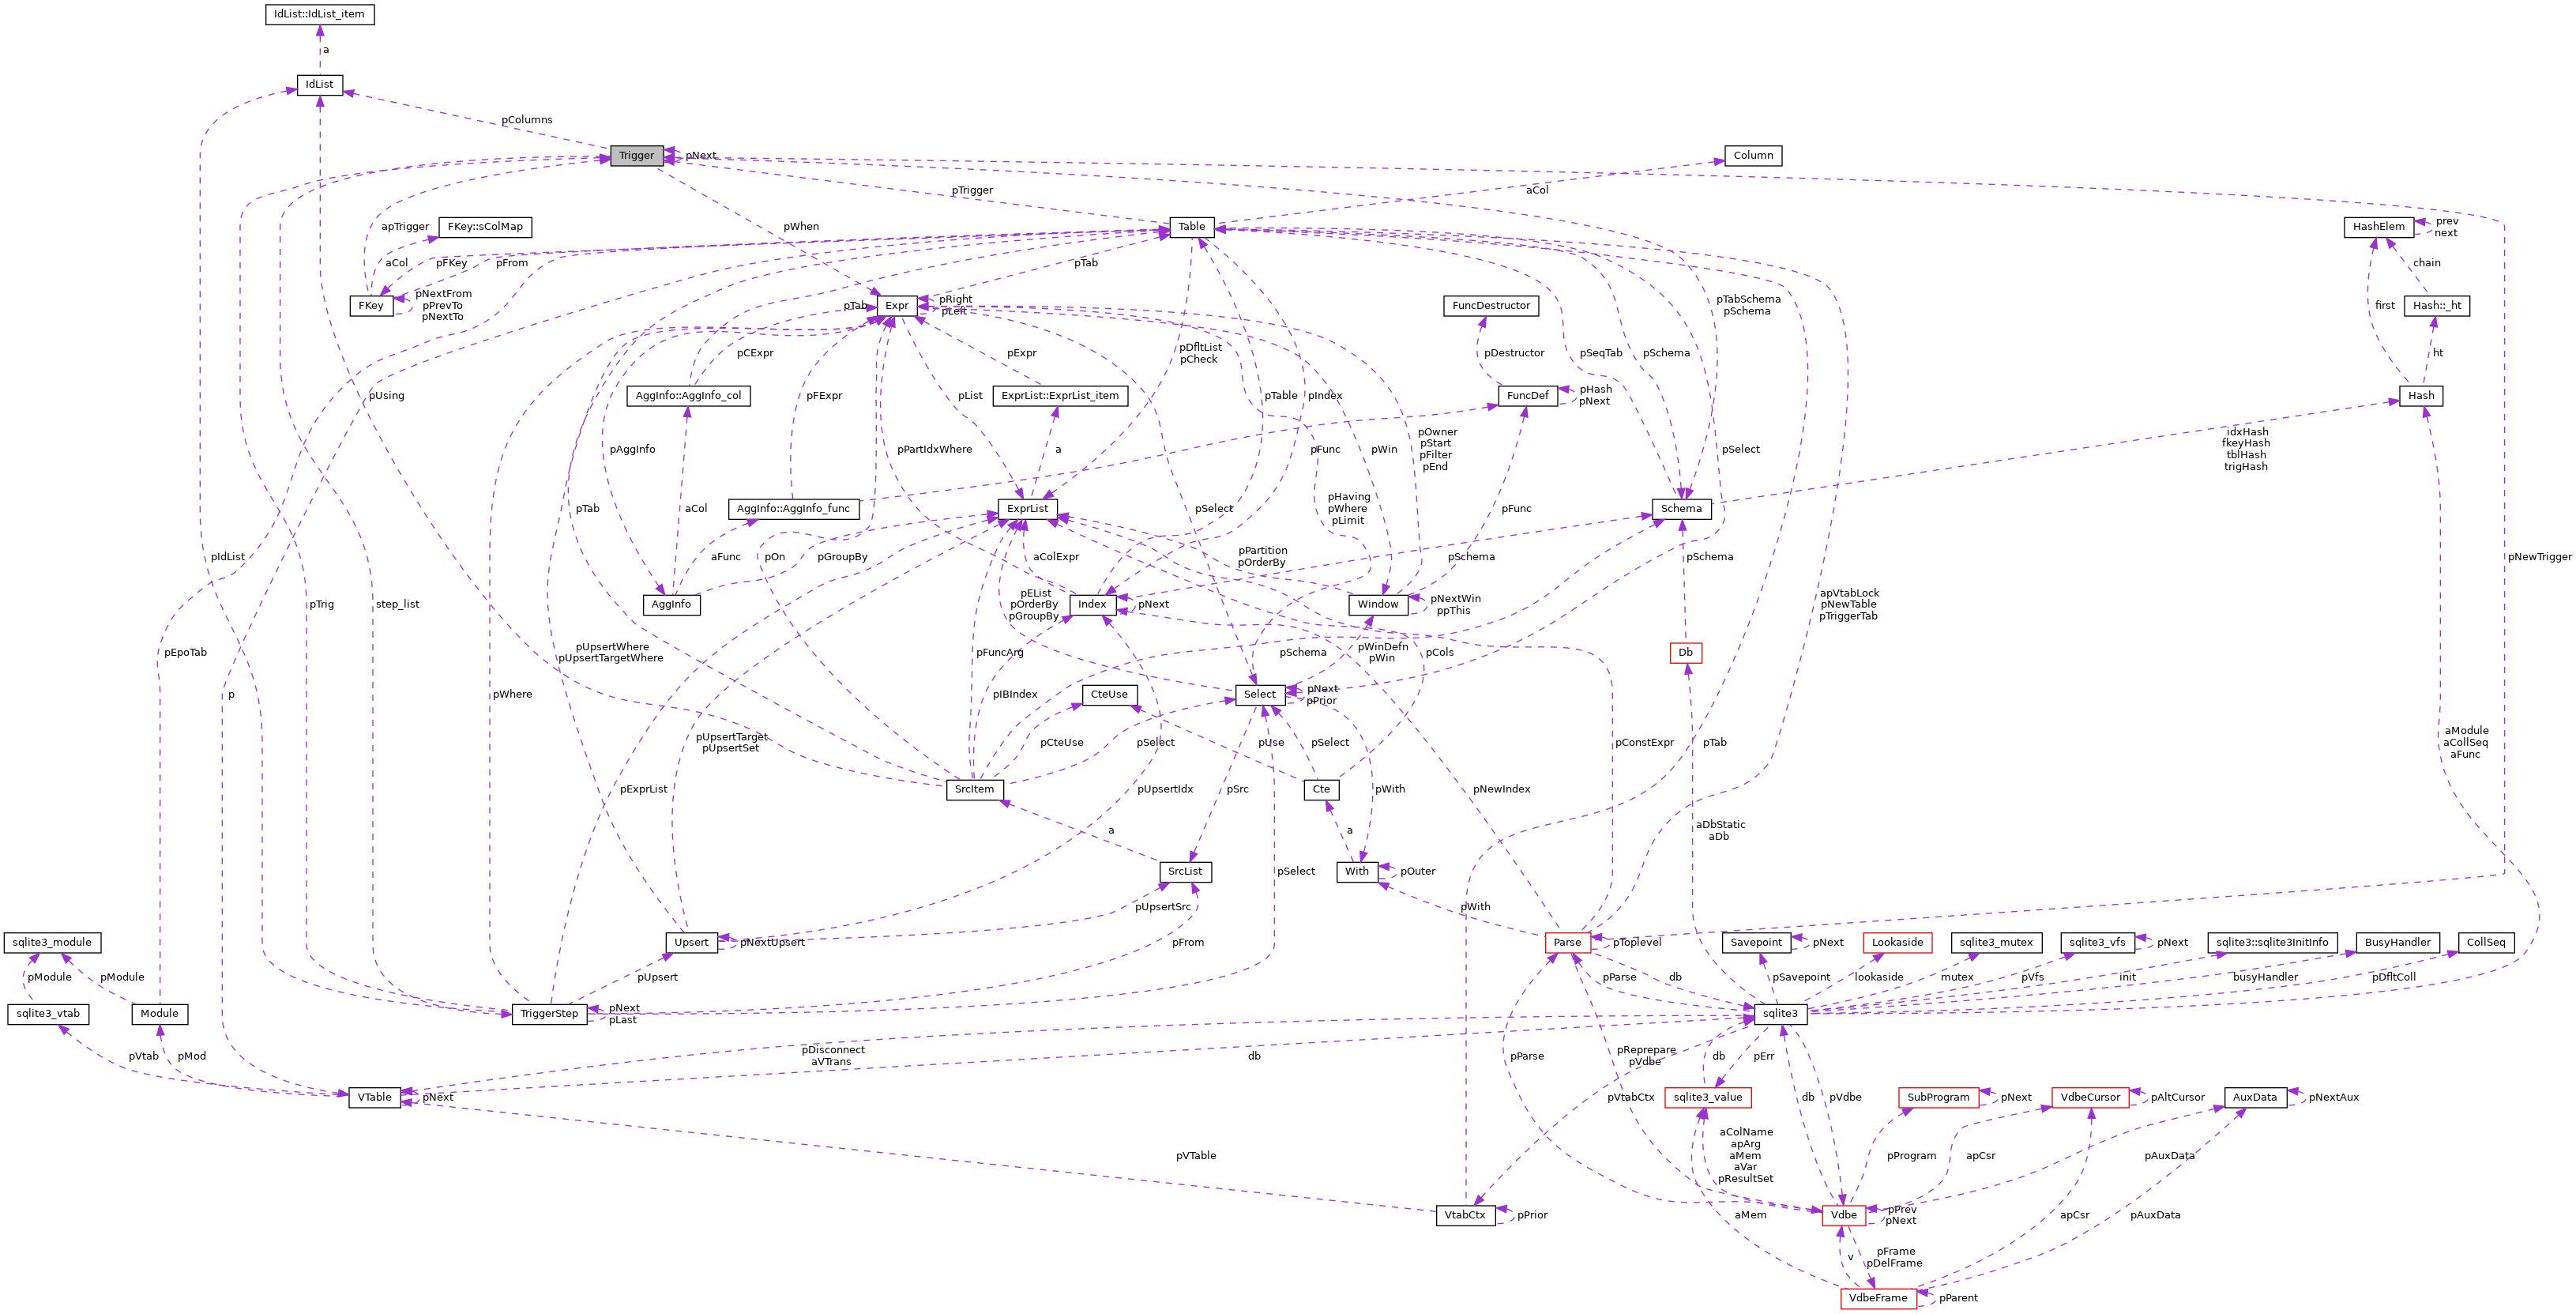 IdList::IdList_item
a
IdList
pColumns
Trigger
pNext
Column
pTrigger
aCol
apTrigger
FKey::sColMap
pWhen
Table
HashElem
prev
next
aCol
pFKey
pFrom
pTab
chain
FKey
pNextFrom
pPrevTo
pNextTo
pTab
Expr
pRight
pLeft
FuncDestructor
pTabSchema
pSchema
first
Hash::_ht
pCExpr
pExpr
pDfltList
pCheck
pDestructor
pSeqTab
pSchema
ht
pUsing
AggInfo::AggInfo_col
pFExpr
pList
ExprList::ExprList_item
pTable
pIndex
FuncDef
pHash
pNext
Hash
pAggInfo
pPartIdxWhere
a
pFunc
pWin
pOwner
pStart
pFilter
pEnd
pSelect
idxHash
fkeyHash
tblHash
trigHash
pTab
aCol
AggInfo::AggInfo_func
pSelect
ExprList
pHaving
pWhere
pLimit
pFunc
Schema
pIdList
aFunc
pOn
pGroupBy
aColExpr
pPartition
pOrderBy
pSchema
pSchema
pNewTrigger
pTrig
step_list
AggInfo
pEList
pOrderBy
pGroupBy
Index
pNext
Window
pNextWin
ppThis
apVtabLock
pNewTable
pTriggerTab
pEpoTab
pUpsertWhere
pUpsertTargetWhere
pFuncArg
pSchema
pWinDefn
pWin
pCols
Db
p
pWhere
pIBIndex
CteUse
Select
pNext
pPrior
pUpsertTarget
pUpsertSet
pCteUse
pSelect
pUse
pSelect
pConstExpr
pTab
aModule
aCollSeq
aFunc
pExprList
SrcItem
pUpsertIdx
pSrc
Cte
pWith
pNewIndex
a
a
aDbStatic
aDb
SrcList
pSelect
With
pOuter
pUpsertSrc
pWith
sqlite3_module
Upsert
pNextUpsert
pFrom
Parse
pToplevel
Savepoint
pNext
Lookaside
sqlite3_mutex
sqlite3_vfs
pNext
sqlite3::sqlite3InitInfo
BusyHandler
CollSeq
pModule
pModule
pUpsert
pParse
db
pSavepoint
lookaside
mutex
pVfs
init
busyHandler
pDfltColl
sqlite3_vtab
Module
TriggerStep
pNext
pLast
sqlite3
pVtab
pMod
pDisconnect
aVTrans
db
pParse
pReprepare
pVdbe
db
pErr
VTable
pNext
pVtabCtx
sqlite3_value
db
pVdbe
SubProgram
pNext
VdbeCursor
pAltCursor
AuxData
pNextAux
pVTable
aColName
apArg
aMem
aVar
pResultSet
pProgram
apCsr
pAuxData
VtabCtx
pPrior
aMem
Vdbe
pPrev
pNext
apCsr
pAuxData
v
pFrame
pDelFrame
VdbeFrame
pParent